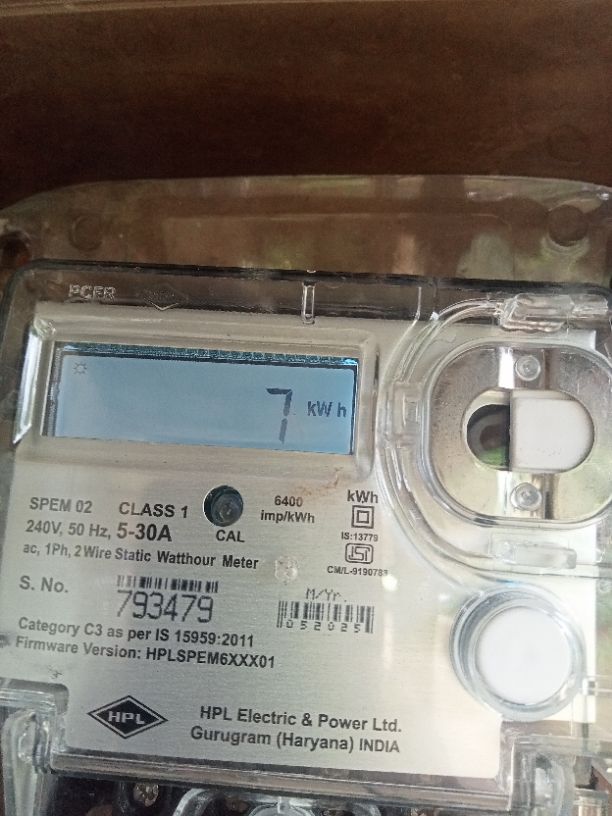 7 kWh
SPEM 02 CLASS 1
240V, 50 Hz, 5-30A
ac, 1Ph, 2 Wire Static Watthour Meter
CAL
6400
imp/kWh
kWh
IS:13779
ISI
CM/L-9190783
S. No.
793479
M/Yr.
052025
Category C3 as per IS 15959:2011
Firmware Version: HPLSPEM6XXX01
HPL
HPL Electric & Power Ltd.
Gurugram (Haryana) INDIA